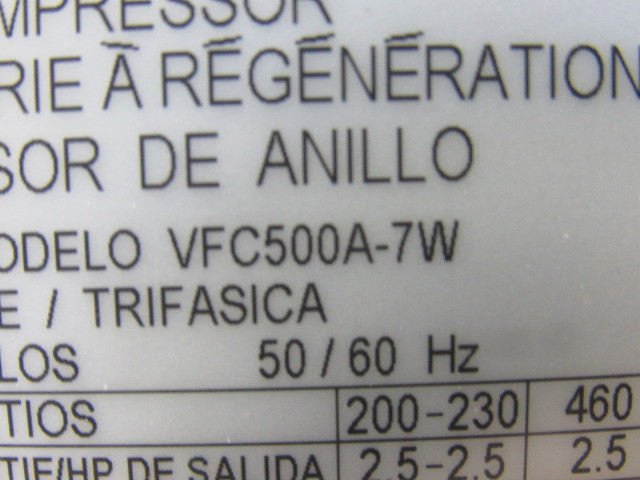 MPRESSOR
RIE À RÉGÉNÉRATION
SOR DE ANILLO
ODELO VFC500A-7W
E / TRIFASICA
LOS 50 / 60 Hz
TIOS 200-230 460
TIF/HP DE SALIDA 2.5-2.5 2.5